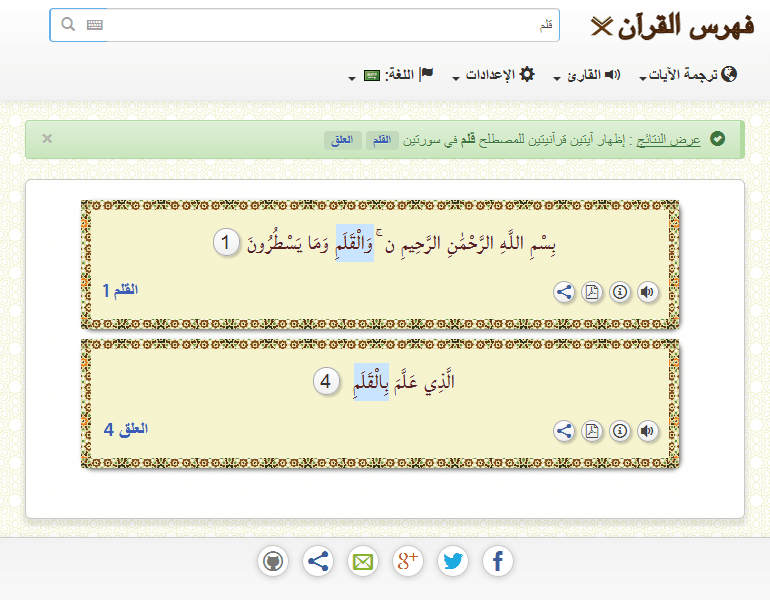 فهرس القرآن
قلم
ترجمة الآيات
القارئ
الإعدادات
اللغة:
عرض النتائج : إظهار آيتين قرآنيتين للمصطلح قلم في سورتين القلم العلق
×
بِسْمِ اللَّهِ الرَّحْمَٰنِ الرَّحِيمِ ن ۚ وَالْقَلَمِ وَمَا يَسْطُرُونَ 1
القلم 1
الَّذِي عَلَّمَ بِالْقَلَمِ 4
العلق 4
g+